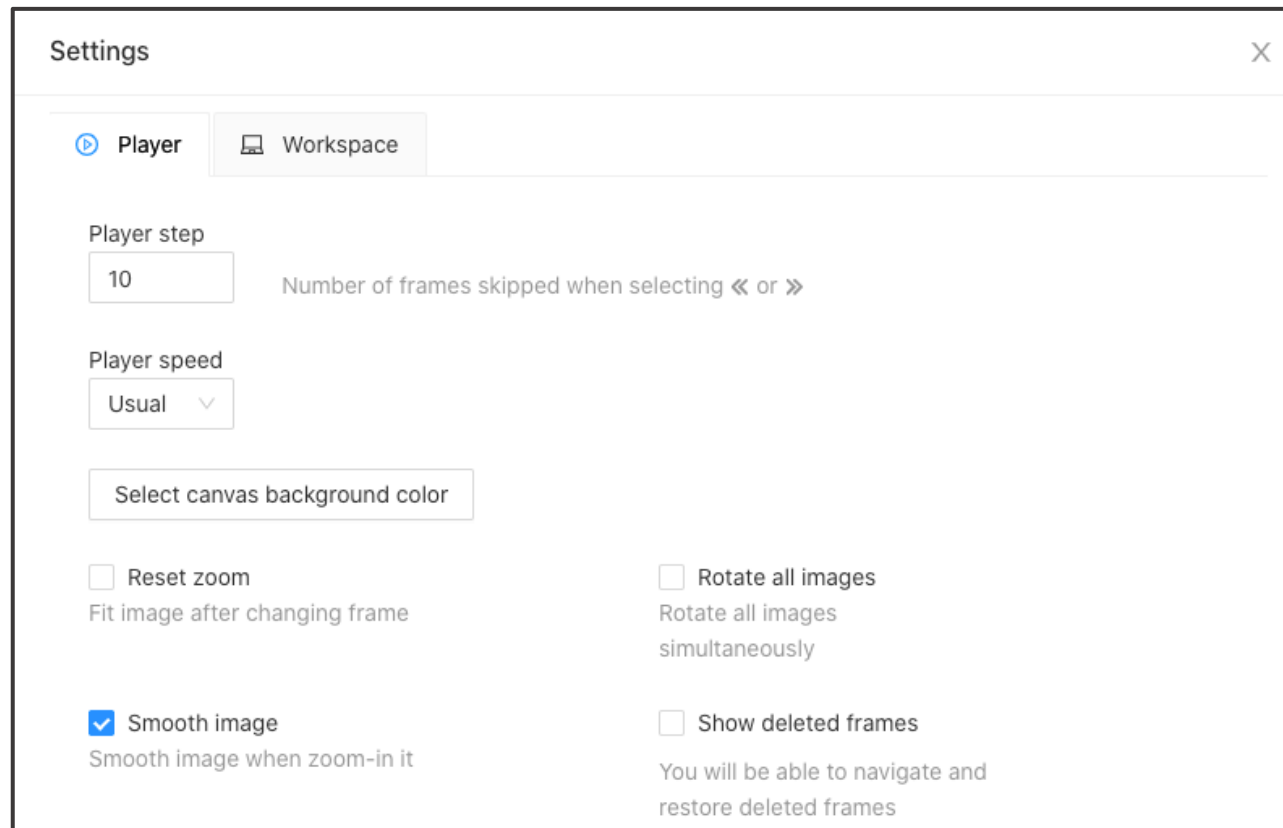 Settings
X
Player
Workspace
Player step
10
Number of frames skipped when selecting « or »
Player speed
Usual
Select canvas background color
Reset zoom
Fit image after changing frame
Rotate all images
Rotate all images
simultaneously
Smooth image
Smooth image when zoom-in it
Show deleted frames
You will be able to navigate and
restore deleted frames